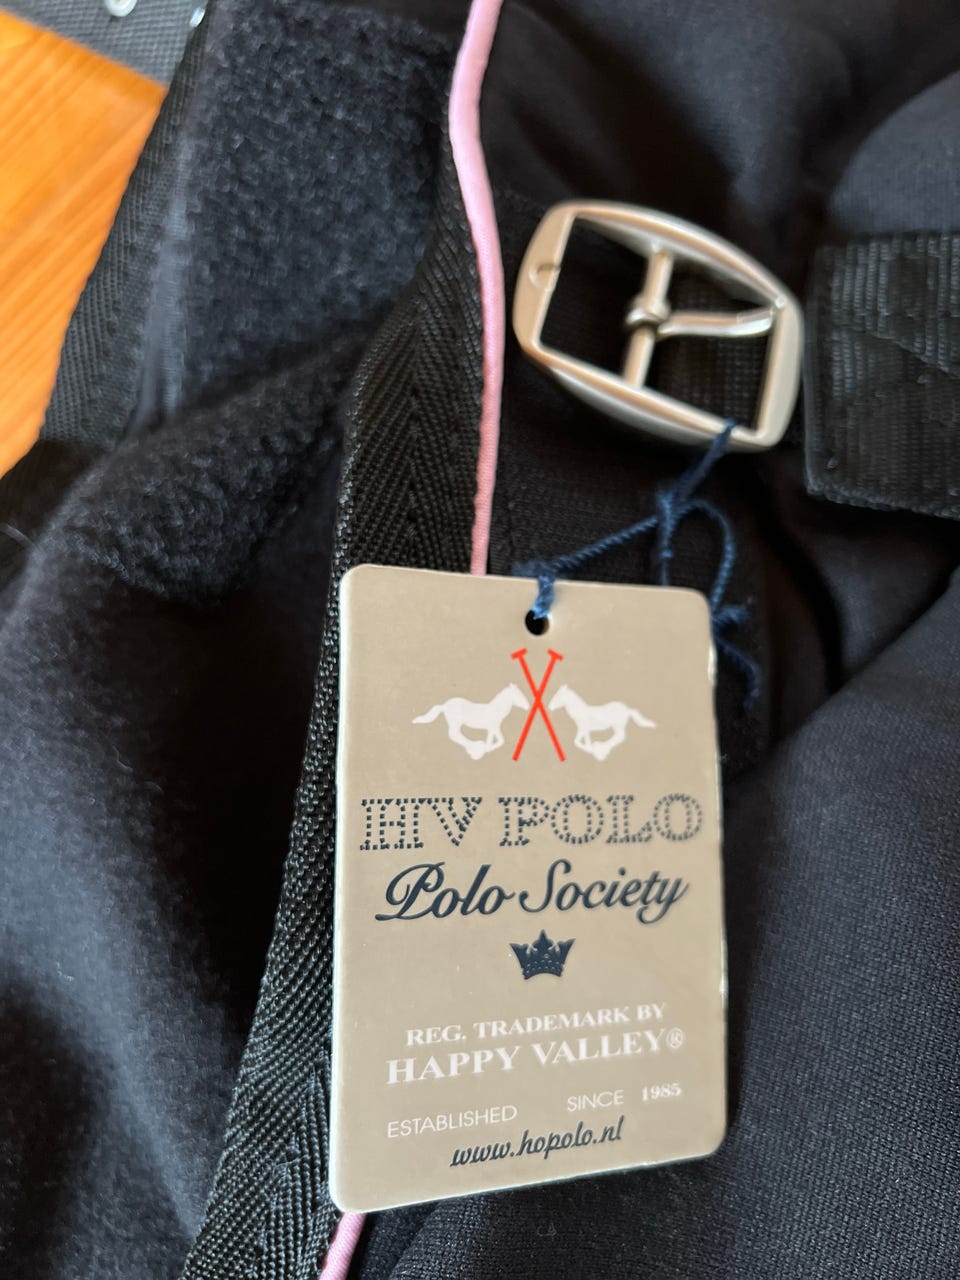 HV POLO
Polo Society
REG. TRADEMARK BY
HAPPY VALLEY®
ESTABLISHED SINCE 1985
www.hopolo.nl